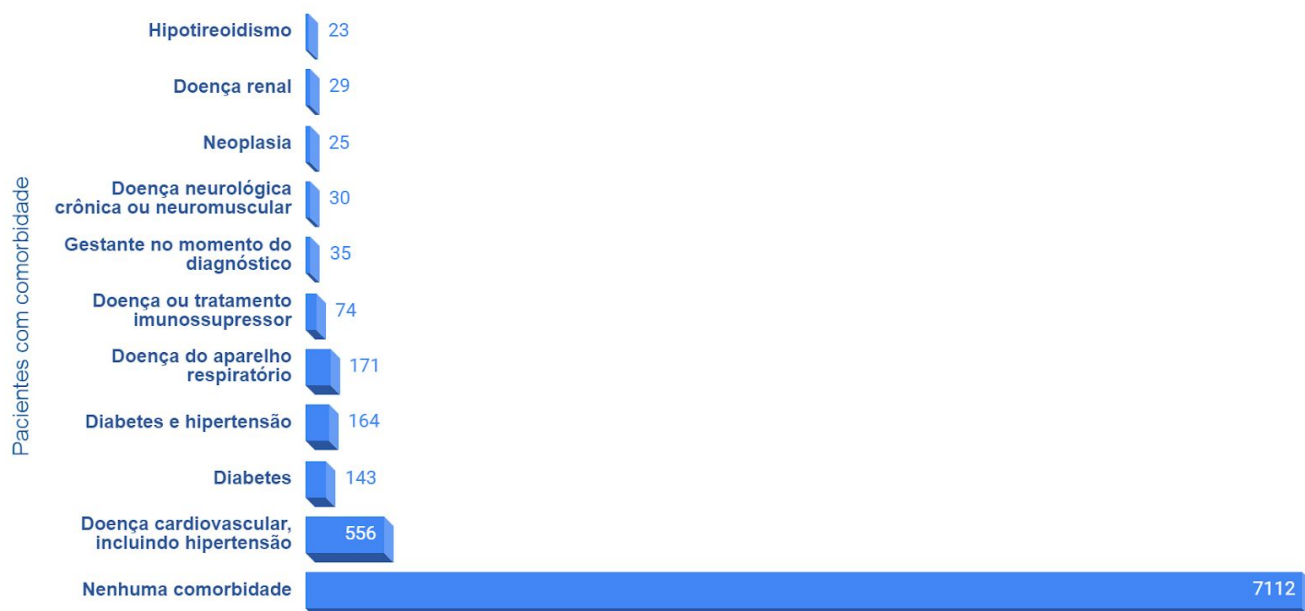 Pacientes com comorbidade
Hipotireoidismo 23
Doença renal 29
Neoplasia 25
Doença neurológica
crônica ou neuromuscular 30
Gestante no momento do
diagnóstico 35
Doença ou tratamento
imunossupressor 74
Doença do aparelho
respiratório 171
Diabetes e hipertensão 164
Diabetes 143
Doença cardiovascular,
incluindo hipertensão 556
Nenhuma comorbidade 7112